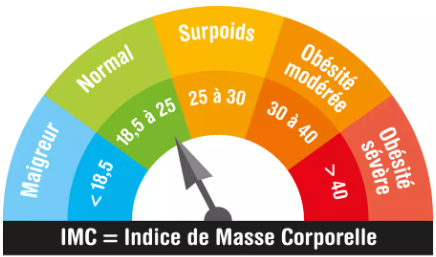 Maigreur
Normal
Surpoids
Obésité
modérée
Obésité
sévère
< 18,5
18,5 à 25
25 à 30
30 à 40
> 40
IMC = Indice de Masse Corporelle